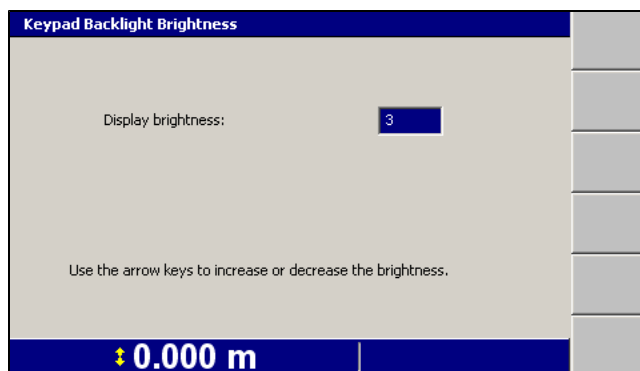 Keypad Backlight Brightness
Display brightness: 3
Use the arrow keys to increase or decrease the brightness.
0.000 m